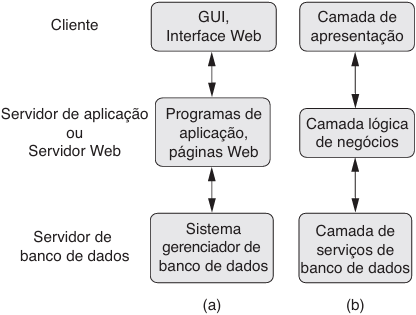 Cliente
GUI,
Interface Web
Camada de
apresentação
Servidor de aplicação
ou
Servidor Web
Programas de
aplicação,
páginas Web
Camada lógica
de negócios
Servidor de
banco de dados
Sistema
gerenciador de
banco de dados
Camada de
serviços de
banco de dados
(a)
(b)